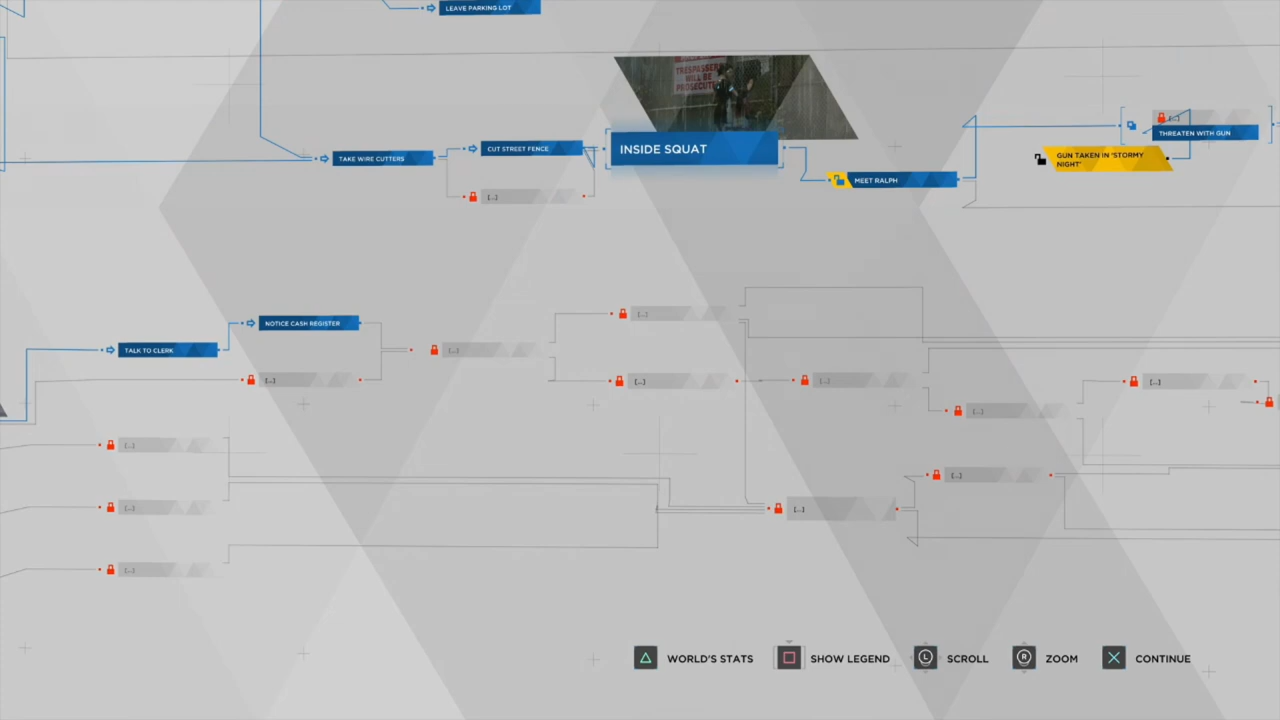 LEAVE PARKING LOT
TRESPASSERS
WILL BE
PROSECUTED
[...]
THREATEN WITH GUN
TAKE WIRE CUTTERS
CUT STREET FENCE
INSIDE SQUAT
GUN TAKEN IN 'STORMY
NIGHT'
MEET RALPH
[...]
[...]
NOTICE CASH REGISTER
TALK TO CLERK
[...]
[...]
[...]
[...]
[...]
[...]
[...]
[...]
[...]
[...]
[...]
WORLD'S STATS
SHOW LEGEND
L
SCROLL
R
ZOOM
CONTINUE